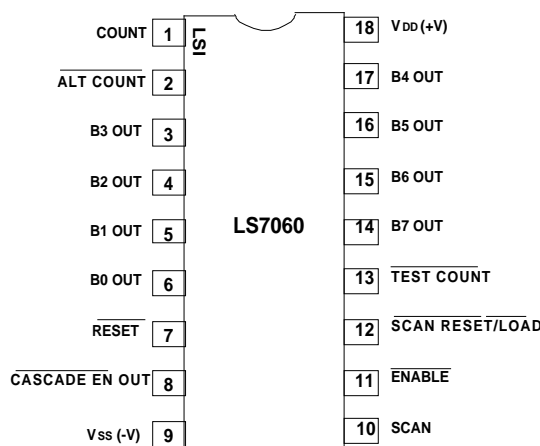 COUNT 1 LSI 18 VDD (+V)
ALT COUNT 2 17 B4 OUT
B3 OUT 3 16 B5 OUT
B2 OUT 4 15 B6 OUT
B1 OUT 5 LS7060 14 B7 OUT
B0 OUT 6 13 TEST COUNT
RESET 7 12 SCAN RESET/LOAD
CASCADE EN OUT 8 11 ENABLE
VSS (-V) 9 10 SCAN